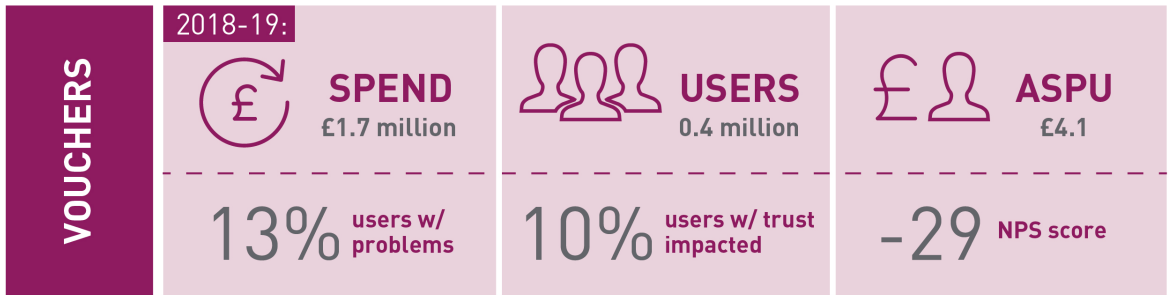 VOUCHERS
2018-19:
£
SPEND
£1.7 million
USERS
0.4 million
£
ASPU
£4.1
13% users w/
problems
10% users w/ trust
impacted
-29 NPS score